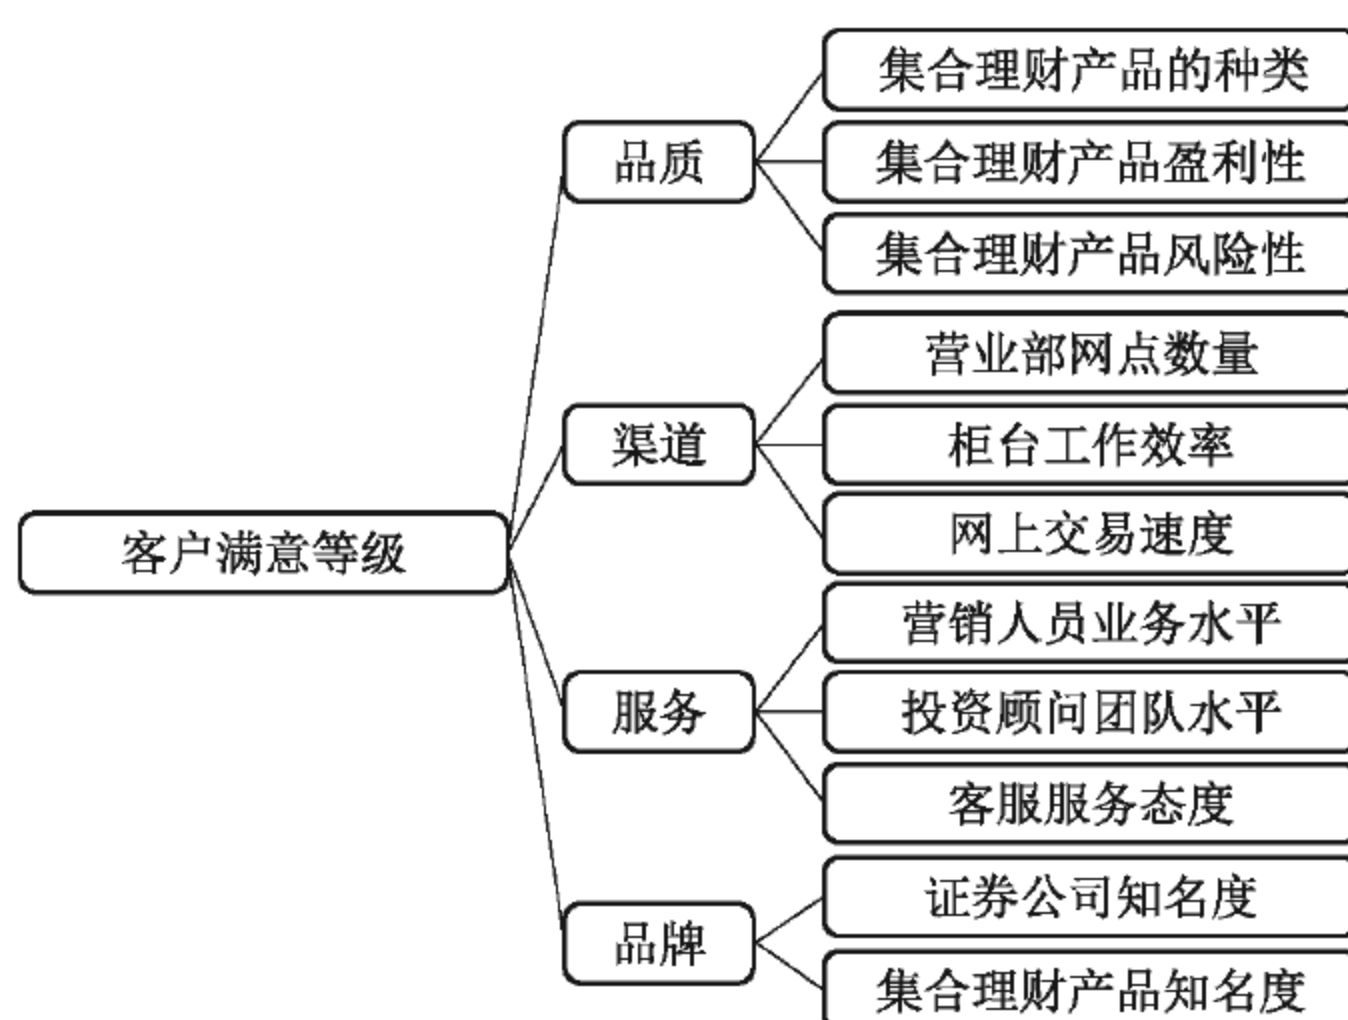 客户满意等级
品质
集合理财产品的种类
集合理财产品盈利性
集合理财产品风险性
渠道
营业部网点数量
柜台工作效率
网上交易速度
服务
营销人员业务水平
投资顾问团队水平
客服服务态度
品牌
证券公司知名度
集合理财产品知名度